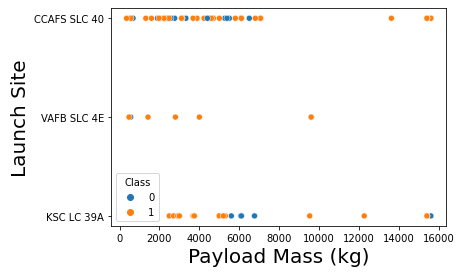 CCAFS SLC 40
VAFB SLC 4E
KSC LC 39A
Launch Site
Class
0
1
0 2000 4000 6000 8000 10000 12000 14000 16000
Payload Mass (kg)